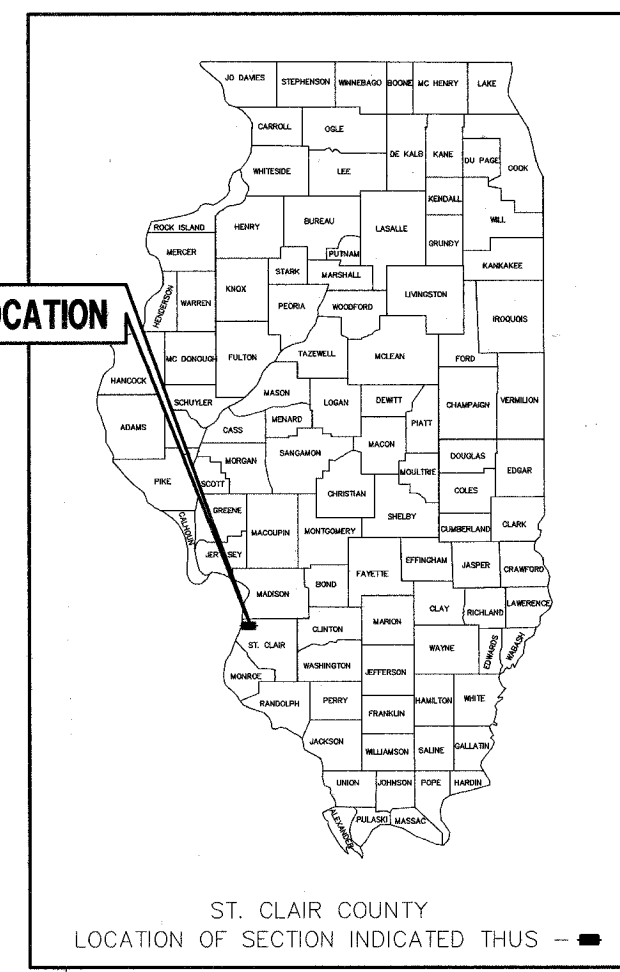 JO DAVIES
STEPHENSON
WINNEBAGO
BOONE
MC HENRY
LAKE
CARROLL
OGLE
DE KALB
KANE
DU PAGE
COOK
WHITESIDE
LEE
KENDALL
WILL
ROCK ISLAND
HENRY
BUREAU
LASALLE
GRUNDY
MERCER
PUTNAM
KANKAKEE
STARK
MARSHALL
HENDERSON
WARREN
KNOX
PEORIA
WOODFORD
LIVINGSTON
IROQUOIS
OCATION
MC DONOUGH
FULTON
TAZEWELL
MCLEAN
FORD
HANCOCK
MASON
LOGAN
DEWITT
CHAMPAIGN
VERMILION
SCHUYLER
ADAMS
CASS
MENARD
PIATT
MACON
MORGAN
SANGAMON
DOUGLAS
EDGAR
PIKE
SCOTT
MOULTRIE
COLES
CHRISTIAN
GREENE
CALHOUN
MACOUPIN
MONTGOMERY
SHELBY
CUMBERLAND
CLARK
JERSEY
FAYETTE
EFFINGHAM
JASPER
CRAWFORD
MADISON
BOND
CLAY
RICHLAND
LAWERENCE
MARION
ST. CLAIR
CLINTON
WAYNE
EDWARDS
WABASH
WASHINGTON
MONROE
JEFFERSON
RANDOLPH
PERRY
HAMILTON
WHITE
FRANKLIN
JACKSON
WILLIAMSON
SALINE
GALLATIN
UNION
JOHNSON
POPE
HARDIN
ALEXANDER
PULASKI
MASSAC
ST. CLAIR COUNTY
LOCATION OF SECTION INDICATED THUS –